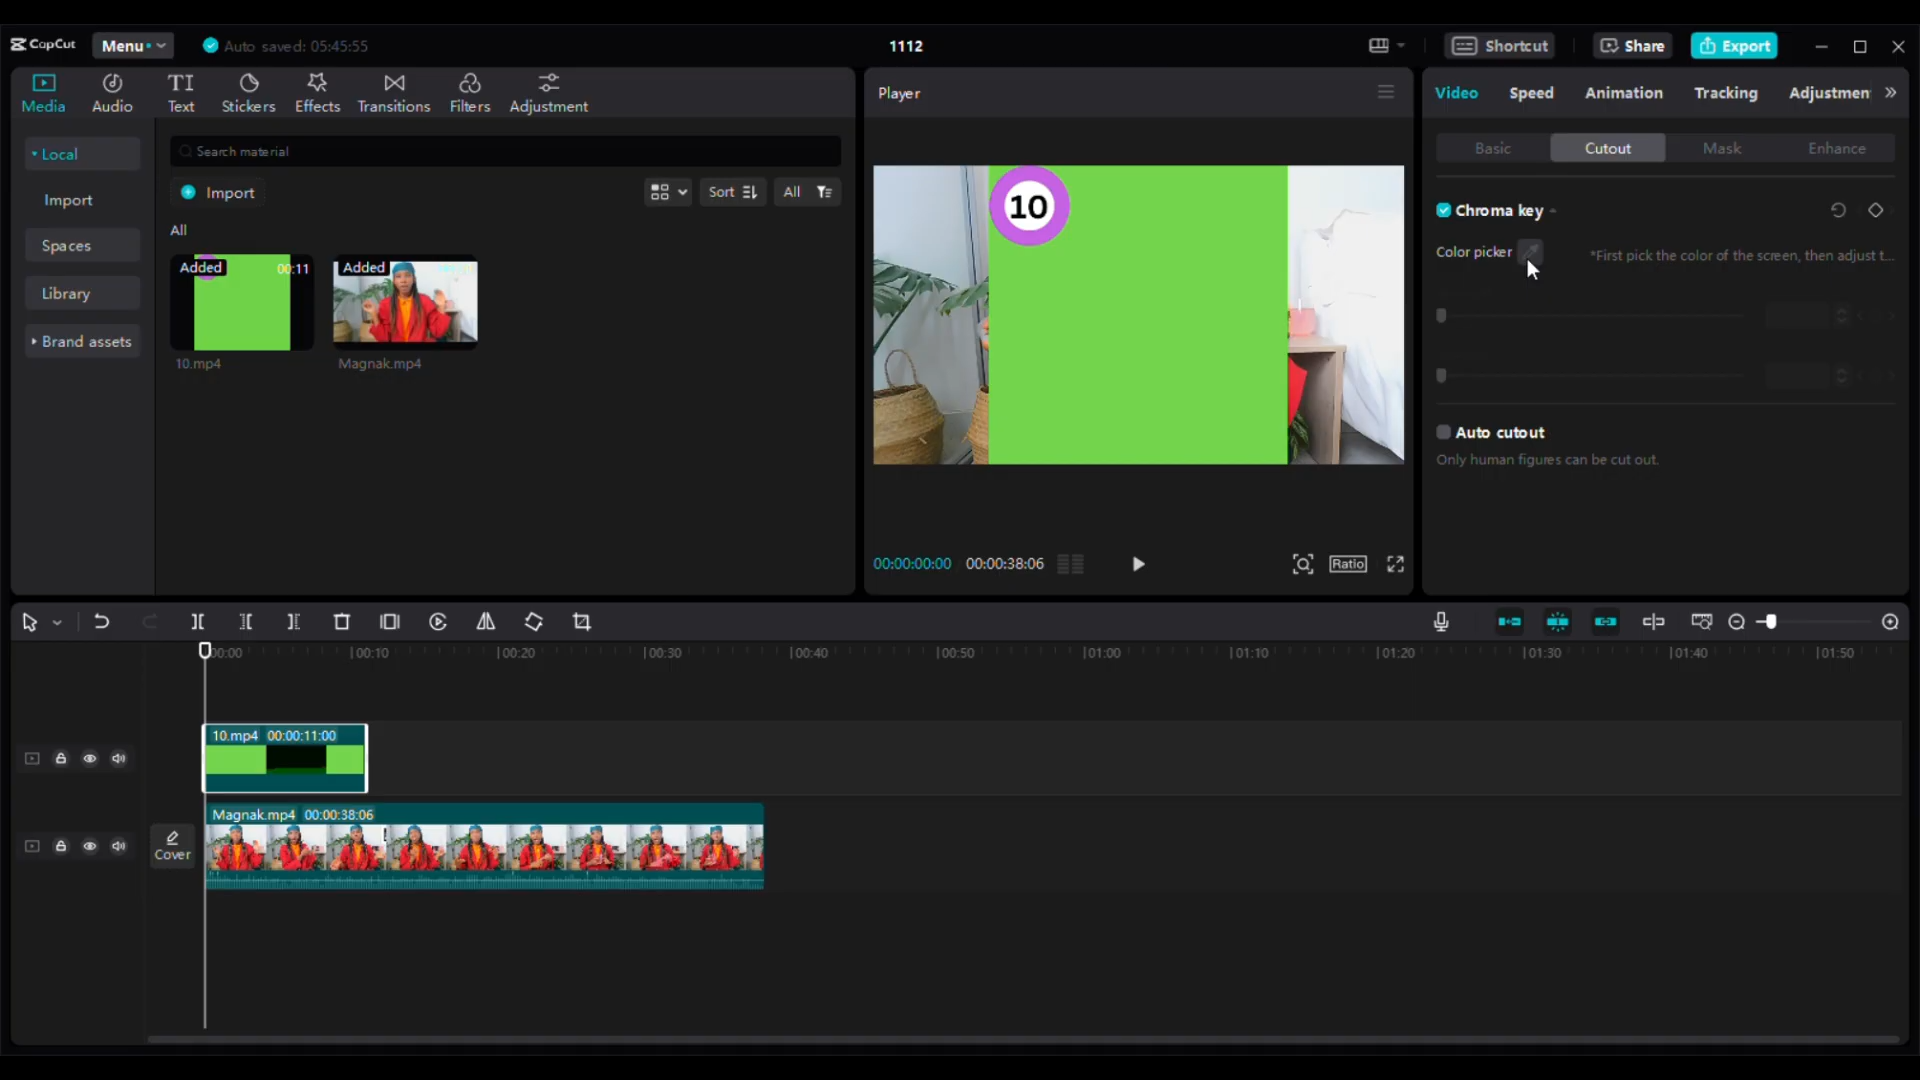 CapCut
Menu
Auto saved: 05:45:55
1112
Shortcut
Share
Export
Media
Audio
Text
Stickers
Effects
Transitions
Filters
Adjustment
Local
Import
Spaces
Library
Brand assets
Search material
Import
Sort
All
All
Added
00:11
10.mp4
Added
Magnak.mp4
Player
10
00:00:00:00
00:00:38:06
Ratio
Video
Speed
Animation
Tracking
Adjustmen
Basic
Cutout
Mask
Enhance
Chroma key
Color picker
*First pick the color of the screen, then adjust t...
Auto cutout
Only human figures can be cut out.
00:00
00:10
00:20
00:30
00:40
00:50
01:00
01:10
01:20
01:30
01:40
01:50
10.mp4 00:00:11:00
Magnak.mp4 00:00:38:06
Cover